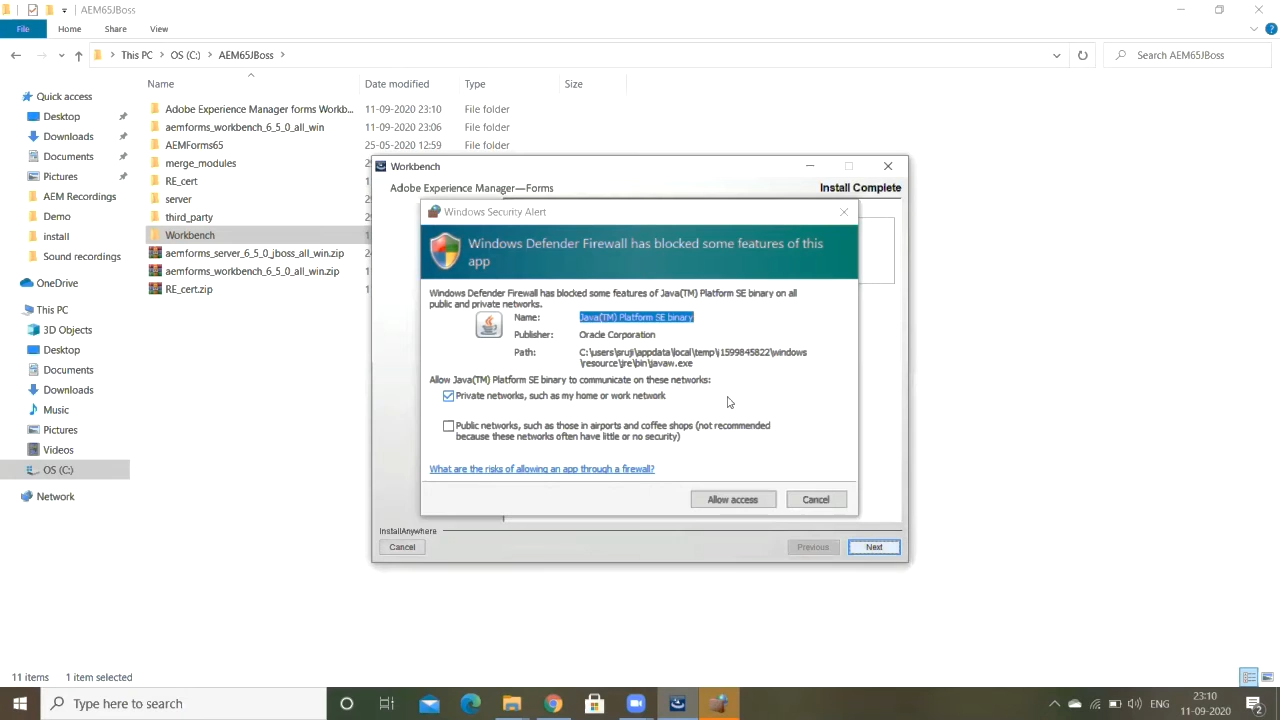 AEM65JBoss
File
Home
Share
View
This PC
OS (C:)
AEM65JBoss
Search AEM65JBoss
Name
Date modified
Type
Size
Quick access
Desktop
Downloads
Documents
Pictures
AEM Recordings
Demo
install
Sound recordings
OneDrive
This PC
3D Objects
Desktop
Documents
Downloads
Music
Pictures
Videos
OS (C:)
Network
Adobe Experience Manager forms Workb...
11-09-2020 23:10
File folder
aemforms_workbench_6_5_0_all_win
11-09-2020 23:06
File folder
AEMForms65
25-05-2020 12:59
File folder
merge_modules
RE_cert
server
third_party
Workbench
aemforms_server_6_5_0_jboss_all_win.zip
aemforms_workbench_6_5_0_all_win.zip
RE_cert.zip
Workbench
Adobe Experience Manager—Forms
Install Complete
Windows Security Alert
Windows Defender Firewall has blocked some features of this
app
Windows Defender Firewall has blocked some features of Java(TM) Platform SE binary on all
public and private networks.
Name:
Java(TM) Platform SE binary
Publisher:
Oracle Corporation
Path:
C:\users\sruji\appdata\local\temp\i1599845822\windows
\resource\jre\bin\javaw.exe
Allow Java(TM) Platform SE binary to communicate on these networks:
Private networks, such as my home or work network
Public networks, such as those in airports and coffee shops (not recommended
because these networks often have little or no security)
What are the risks of allowing an app through a firewall?
Allow access
Cancel
InstallAnywhere
Cancel
Previous
Next
11 items
1 item selected
Type here to search
ENG
23:10
11-09-2020
2